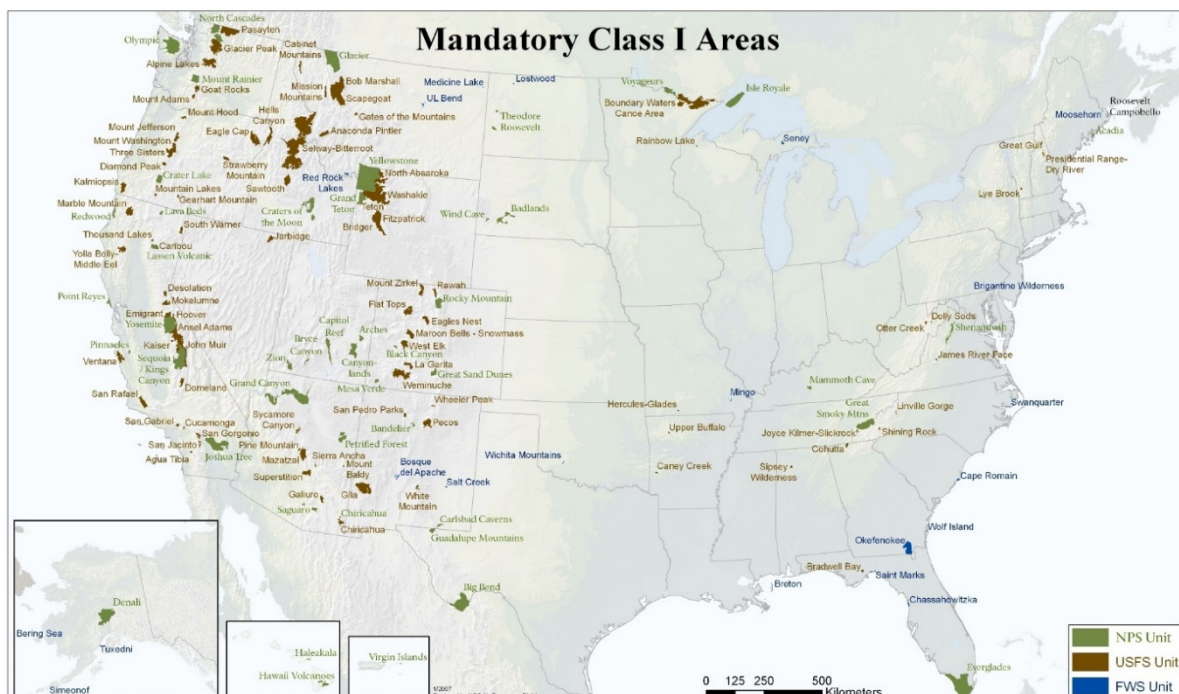 Mandatory Class I Areas
North Cascades
Pasayten
Olympic
Glacier Peak
Alpine Lakes
Cabinet
Mountains
Glacier
Mount Rainier
Goat Rocks
Mount Adams
Mission
Mountains
Bob Marshall
Scapegoat
Medicine Lake
Lostwood
UL Bend
Gates of the Mountains
Theodore
Roosevelt
Voyageurs
Isle Royale
Boundary Waters
Canoe Area
Rainbow Lake
Seney
Moosehorn
Roosevelt
Campobello
Acadia
Great Gulf
Presidential Range-
Dry River
Lye Brook
Mount Hood
Hells
Canyon
Eagle Cap
Anaconda Pintler
Selway-Bitterroot
Mount Jefferson
Mount Washington
Three Sisters
Diamond Peak
Strawberry
Mountain
Sawtooth
Red Rock
Lakes
Yellowstone
North Absaroka
Washakie
Grand
Teton
Teton
Fitzpatrick
Bridger
Kalmiopsis
Crater Lake
Mountain Lakes
Gearhart Mountain
Marble Mountain
Redwood
Lava Beds
South Warner
Craters of
the Moon
Jarbidge
Wind Cave
Badlands
Thousand Lakes
Caribou
Yolla Bolly-
Middle Eel
Lassen Volcanic
Desolation
Mokelumne
Point Reyes
Emigrant
Hoover
Yosemite
Ansel Adams
Pinnacles
Kaiser
John Muir
Ventana
Sequoia
Kings
Canyon
San Rafael
Domeland
Mount Zirkel
Rawah
Flat Tops
Rocky Mountain
Eagles Nest
Maroon Bells - Snowmass
West Elk
Black Canyon
La Garita
Great Sand Dunes
Weminuche
Capitol
Reef
Arches
Bryce
Canyon
Zion
Canyon-
lands
Mesa Verde
Grand Canyon
Wheeler Peak
San Pedro Parks
Pecos
Bandelier
Sycamore
Canyon
Petrified Forest
San Gabriel
Cucamonga
San Gorgonio
San Jacinto
Agua Tibia
Joshua Tree
Pine Mountain
Mazatzal
Sierra Ancha
Superstition
Mount
Baldy
Galiuro
Gila
Saguaro
Chiricahua
Chiricahua
Bosque
del Apache
Salt Creek
White
Mountain
Carlsbad Caverns
Guadalupe Mountains
Big Bend
Wichita Mountains
Hercules-Glades
Mingo
Upper Buffalo
Caney Creek
Sipsey
Wilderness
Mammoth Cave
Great
Smoky Mtns
Joyce Kilmer-Slickrock
Cohutta
Linville Gorge
Shining Rock
Brigantine Wilderness
Dolly Sods
Otter Creek
Shenandoah
James River Face
Swanquarter
Cape Romain
Wolf Island
Okefenokee
Bradwell Bay
Saint Marks
Breton
Chassahowitzka
Everglades
Denali
Bering Sea
Tuxedni
Simeonof
Haleakala
Hawaii Volcanoes
Virgin Islands
0 125 250 500
Kilometers
NPS Unit
USFS Unit
FWS Unit